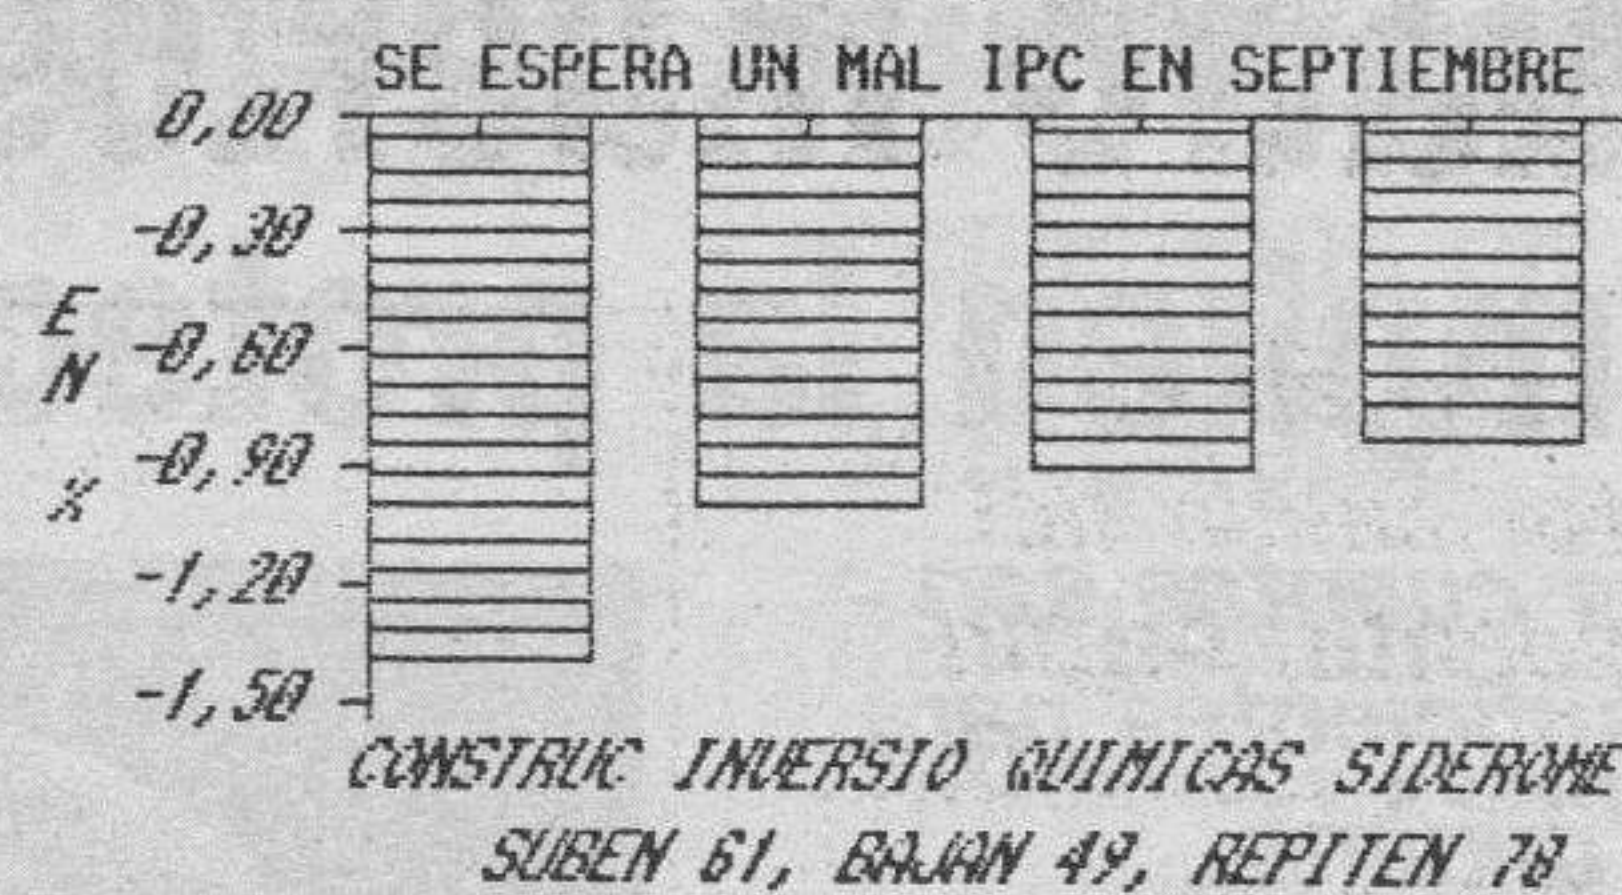 SE ESPERA UN MAL IPC EN SEPTIEMBRE
0,00
-0,30
-0,60
-0,90
-1,20
-1,50
EN %
CONSTRUC INVERSIO QUIMICAS SIDEROME
SUBEN 61, BAJAN 49, REPITEN 78